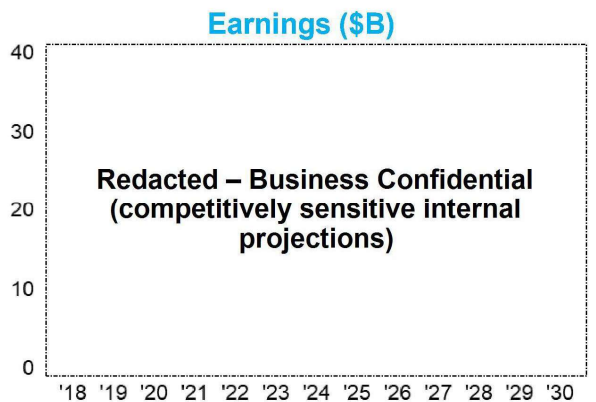 Earnings ($B)
40
30
Redacted – Business Confidential
(competitively sensitive internal
projections)
20
10
0
'18 '19 '20 '21 '22 '23 '24 '25 '26 '27 '28 '29 '30